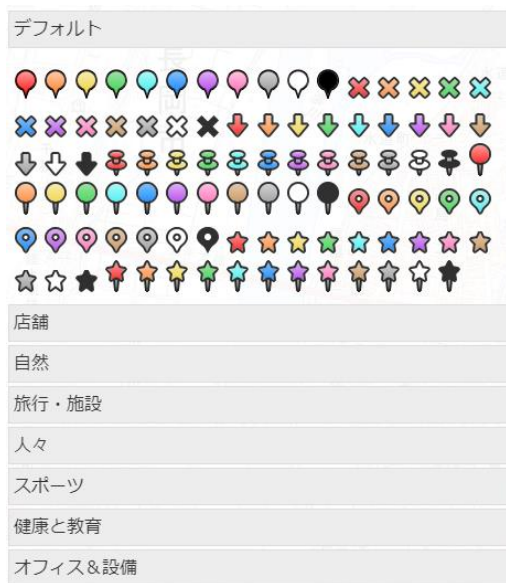 デフォルト
店舗
自然
旅行・施設
人々
スポーツ
健康と教育
オフィス＆設備